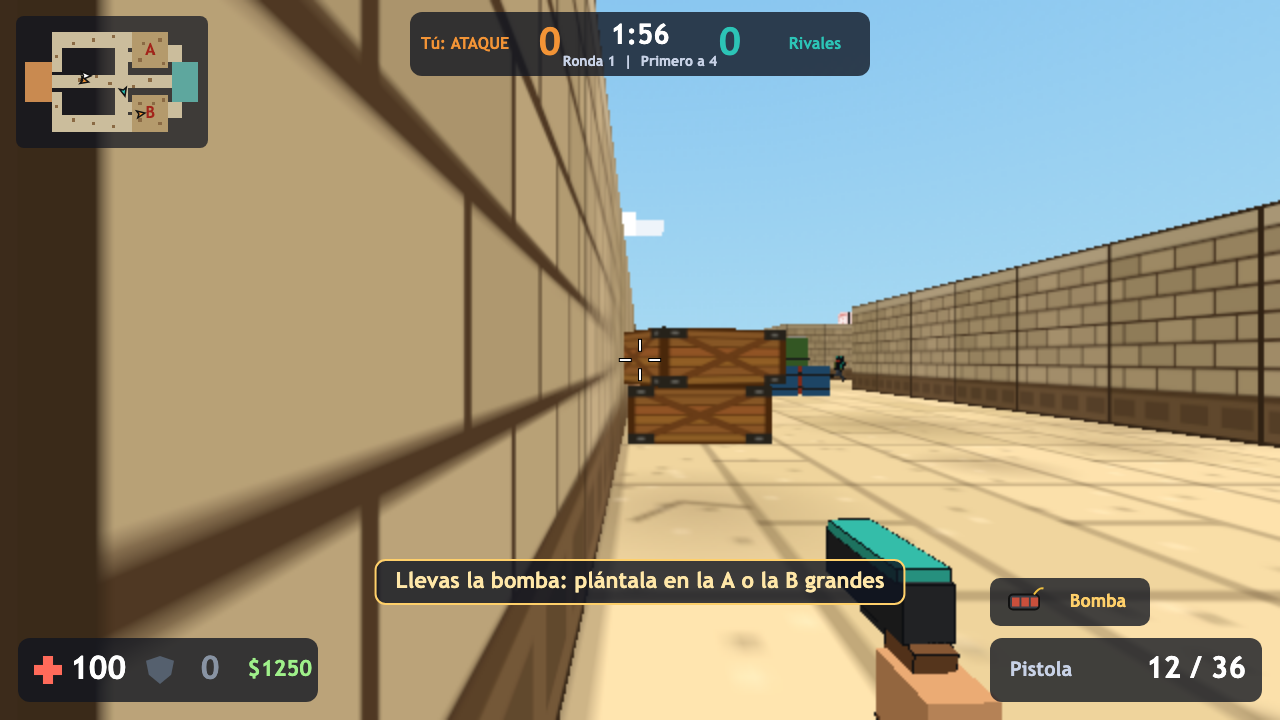 A
B
Tú: ATAQUE
0
1:56
0
Rivales
Ronda 1 | Primero a 4
Llevas la bomba: plántala en la A o la B grandes
Bomba
100
0
$1250
Pistola
12 / 36